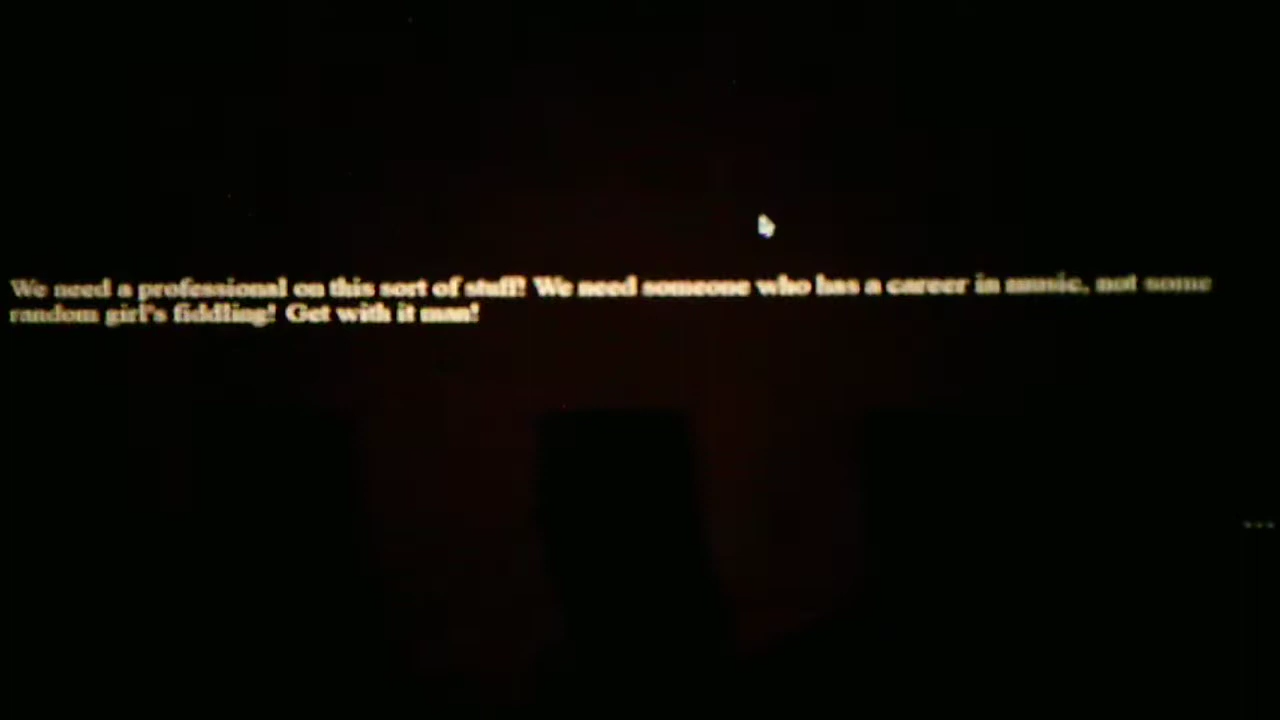 We need a professional on this sort of stuff! We need someone who has a career in music, not some
random girl's fiddling! Get with it man!
...